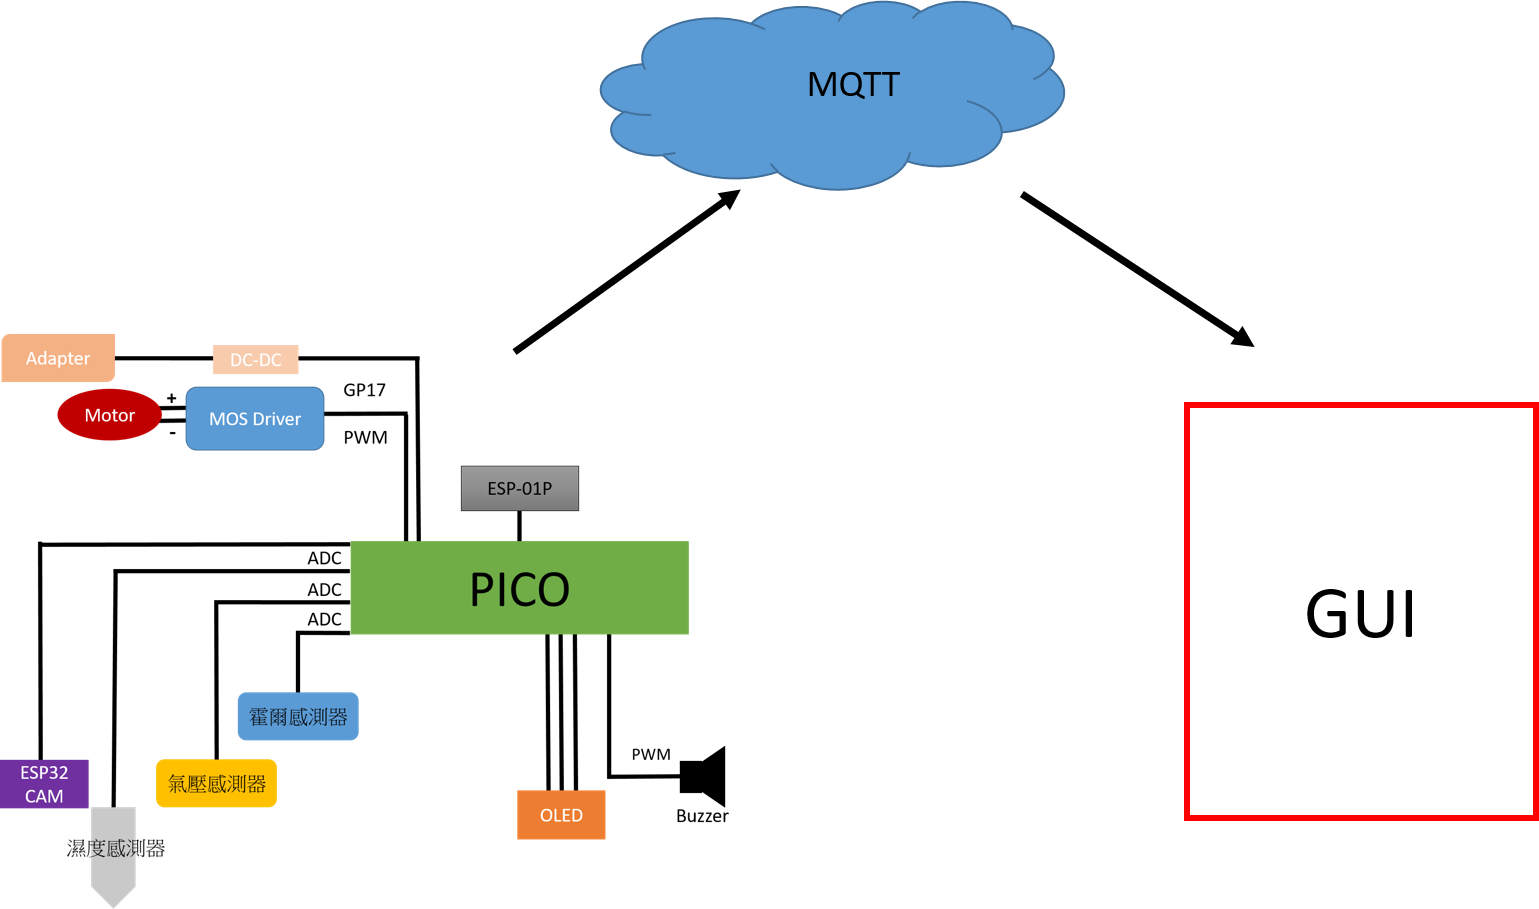 MQTT
Adapter
DC-DC
GP17
Motor
+
-
MOS Driver
PWM
ESP-01P
PICO
ADC
ADC
ADC
霍爾感測器
氣壓感測器
ESP32
CAM
濕度感測器
OLED
PWM
Buzzer
GUI